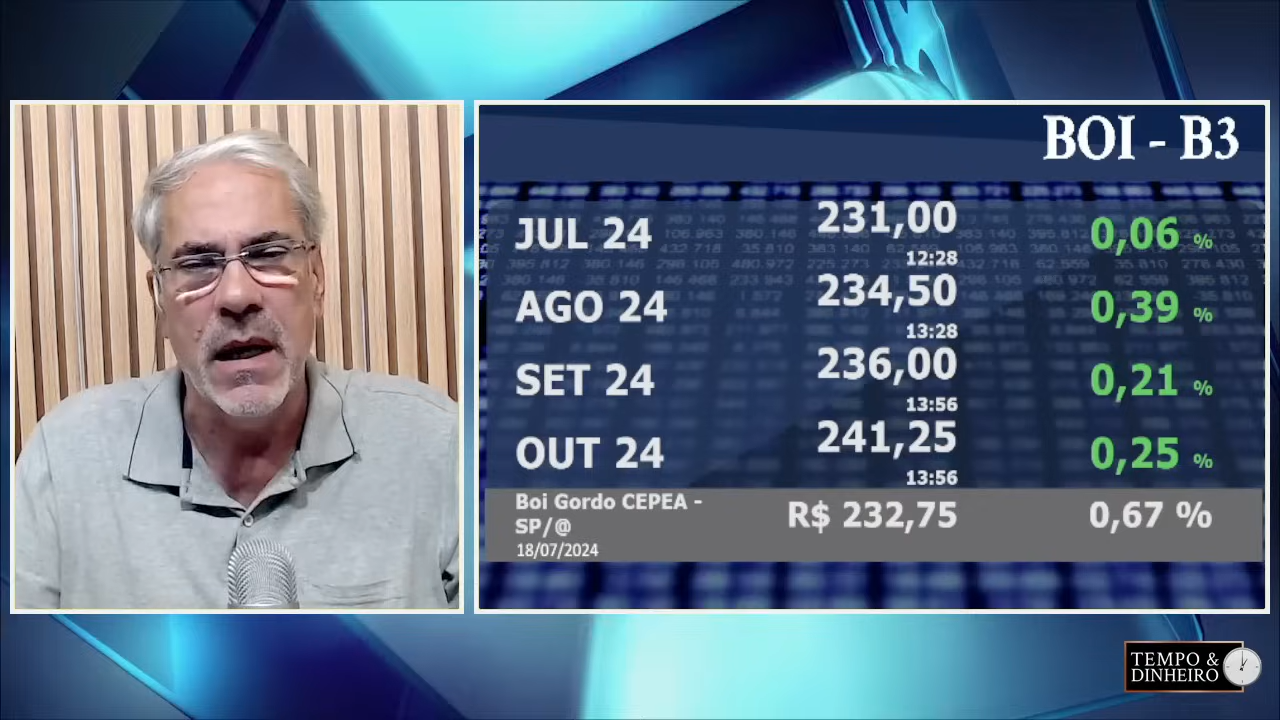 BOI - B3
JUL 24 231,00 0,06 %
12:28
AGO 24 234,50 0,39 %
13:28
SET 24 236,00 0,21 %
13:56
OUT 24 241,25 0,25 %
13:56
Boi Gordo CEPEA -
SP/@ R$ 232,75 0,67 %
18/07/2024
TEMPO &
DINHEIRO